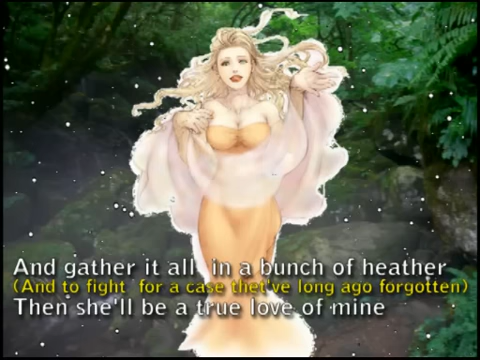 And gather it all in a bunch of heather
(And to fight for a case thet've long ago forgotten)
Then she'll be a true love of mine